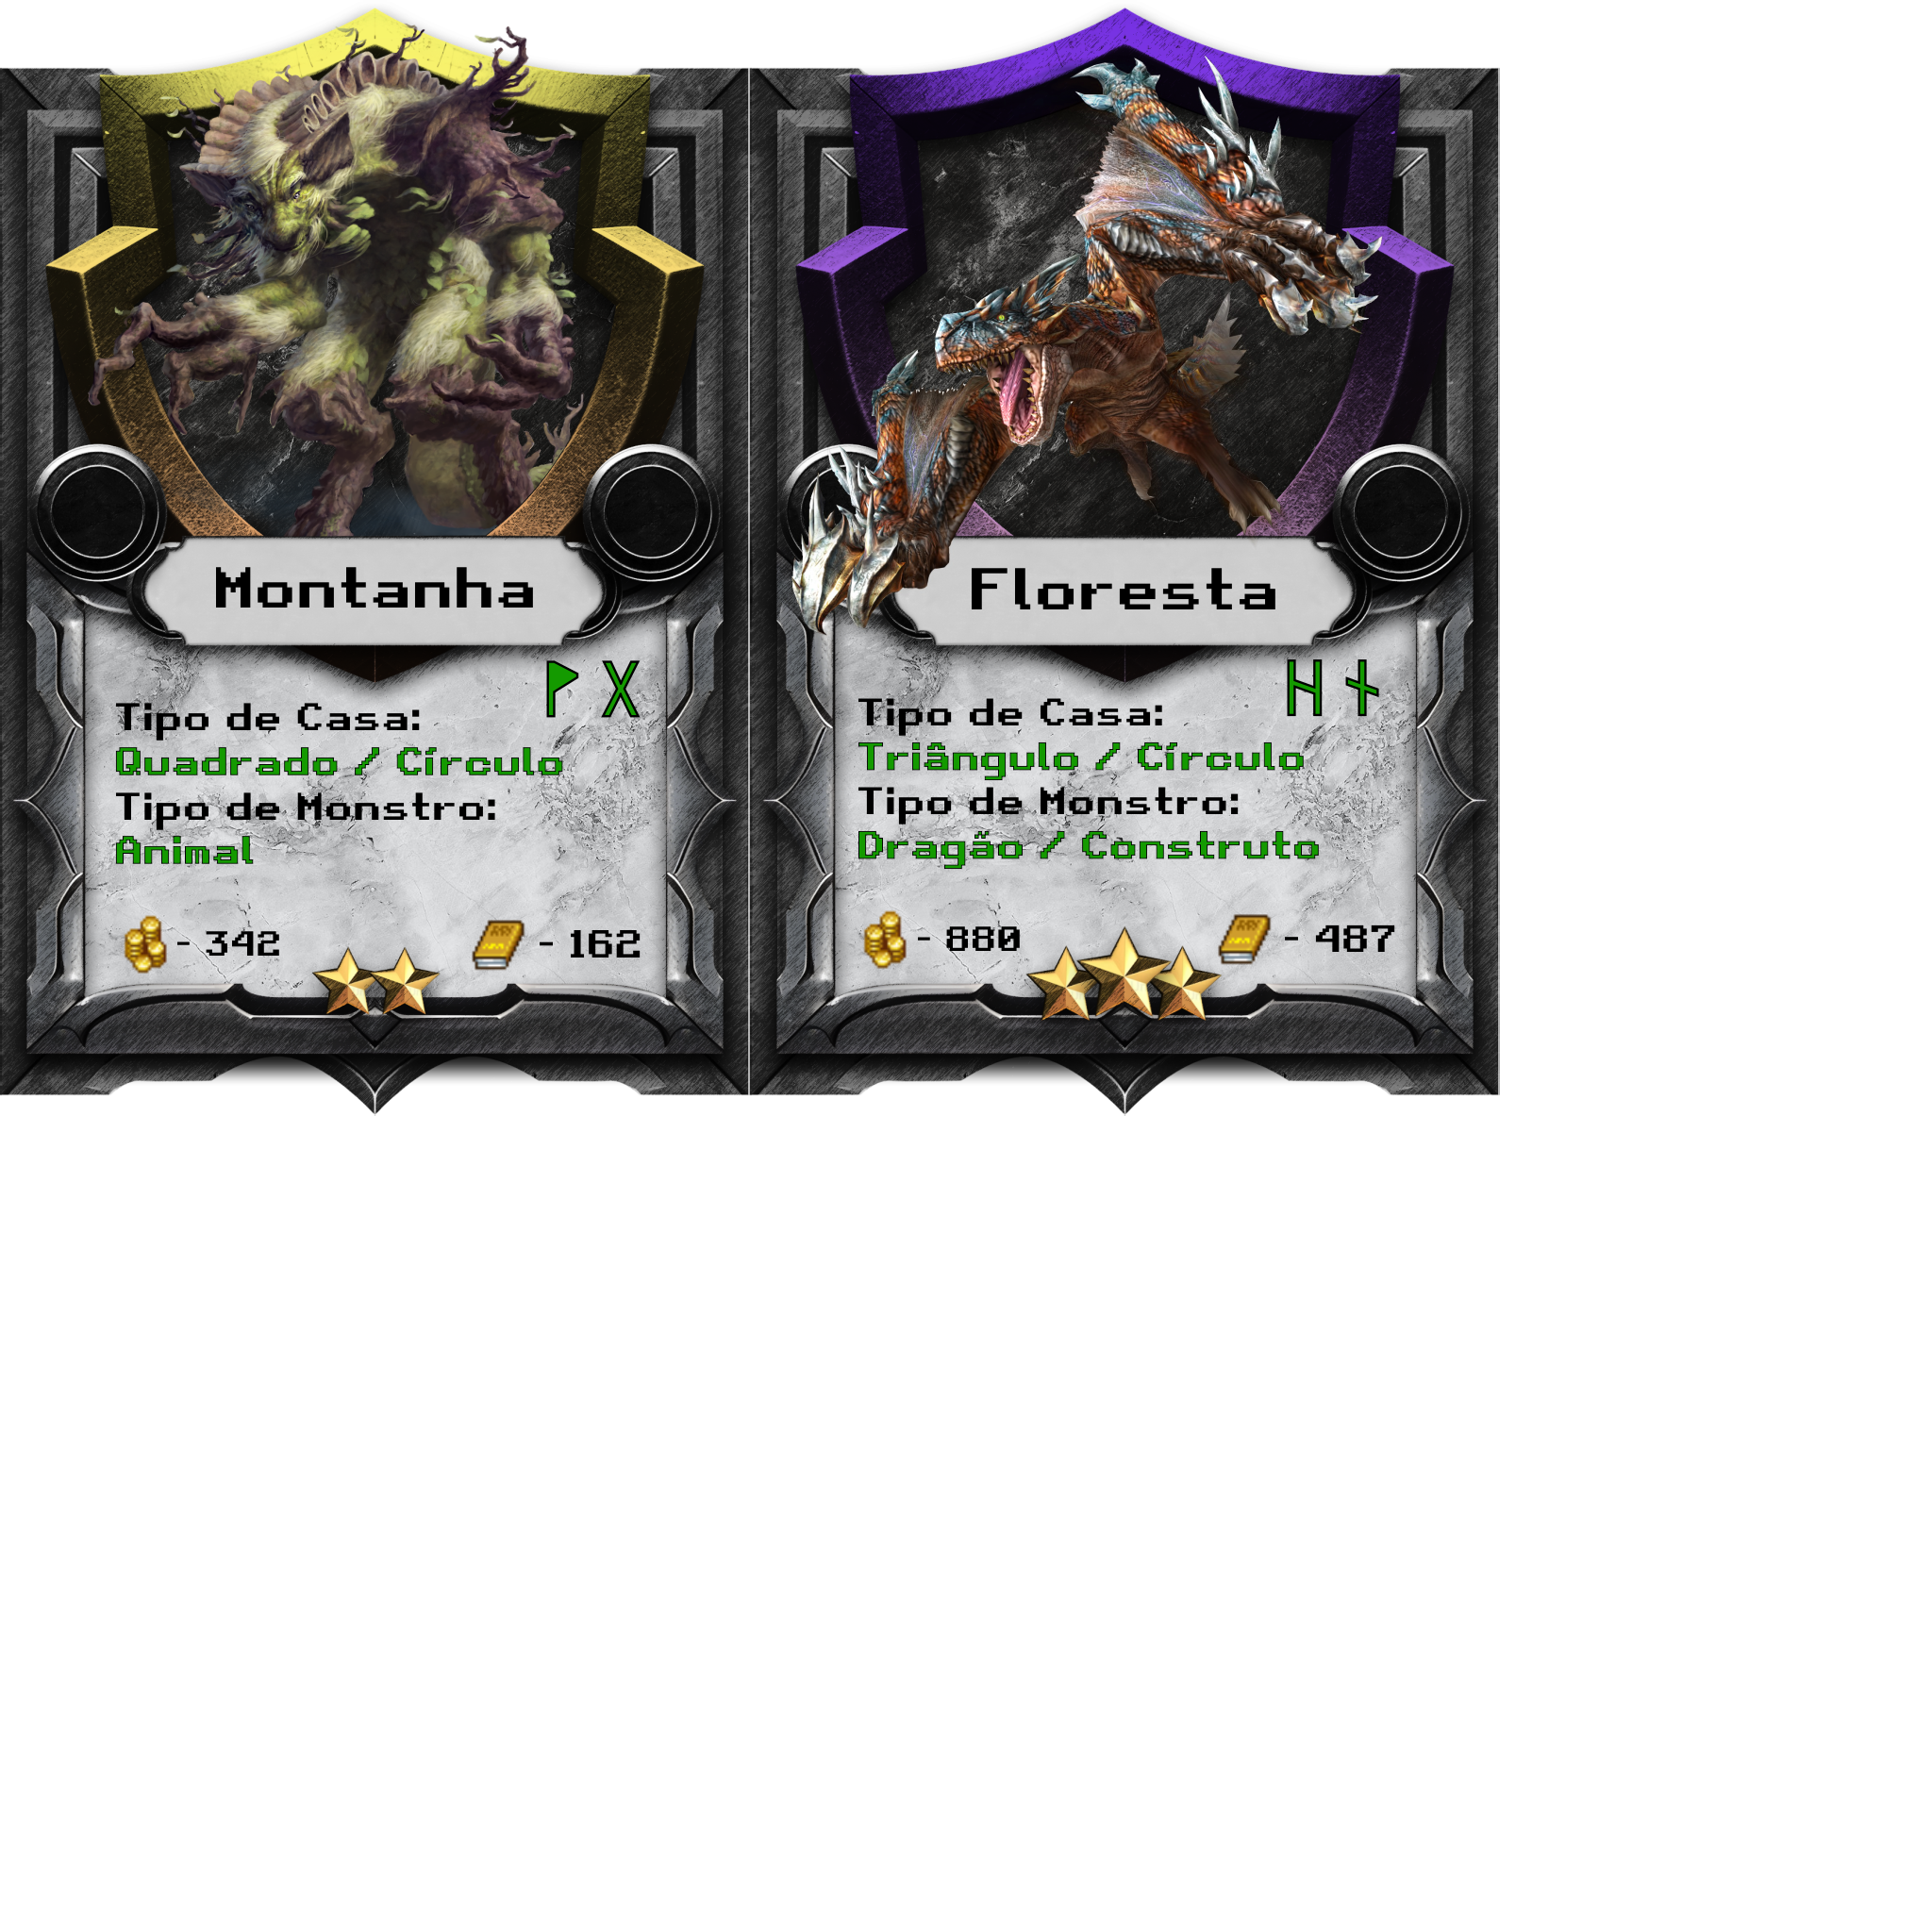 Montanha
ᚹ ᚷ
Tipo de Casa:
Quadrado / Círculo
Tipo de Monstro:
Animal
- 342
- 162
Floresta
ᚺ ᚾ
Tipo de Casa:
Triângulo / Círculo
Tipo de Monstro:
Dragão / Construto
- 880
- 487